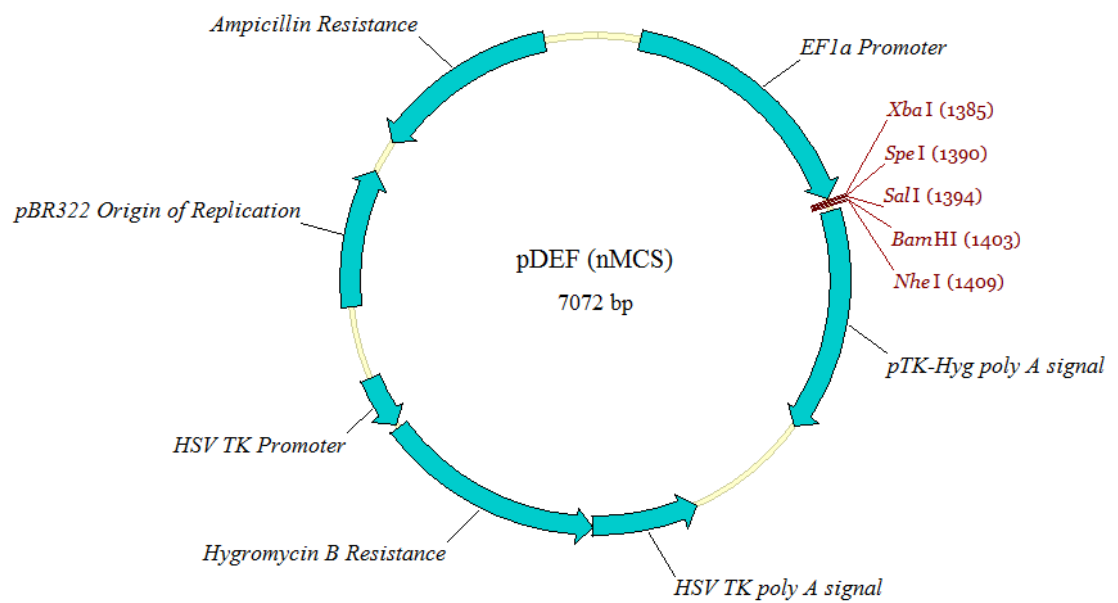 Ampicillin Resistance
EF1a Promoter
XbaI (1385)
SpeI (1390)
pBR322 Origin of Replication
SalI (1394)
BamHI (1403)
pDEF (nMCS)
NheI (1409)
7072 bp
pTK-Hyg poly A signal
HSV TK Promoter
Hygromycin B Resistance
HSV TK poly A signal